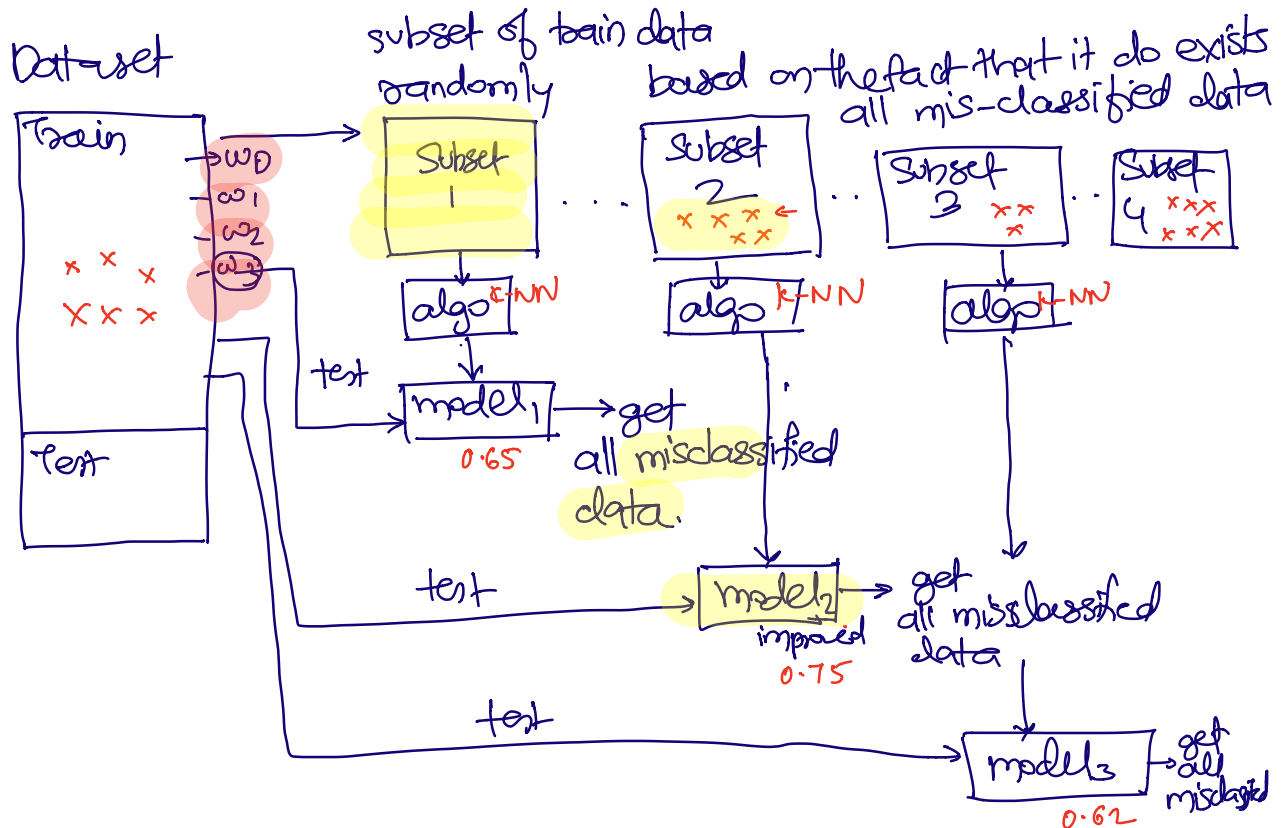 Dataset
Train
w0
w1
w2
w3
Test
subset of train data
randomly
based on the fact that it do exists
all mis-classified data
Subset
1
. . . .
Subset
2
. . .
Subset
3
. . .
Subset
4
algo
K-NN
algo
K-NN
algo
K-NN
test
model1
0.65
get
all misclassified
data.
test
model2
improved
0.75
get
all missclassified
data
test
model3
0.62
get
all